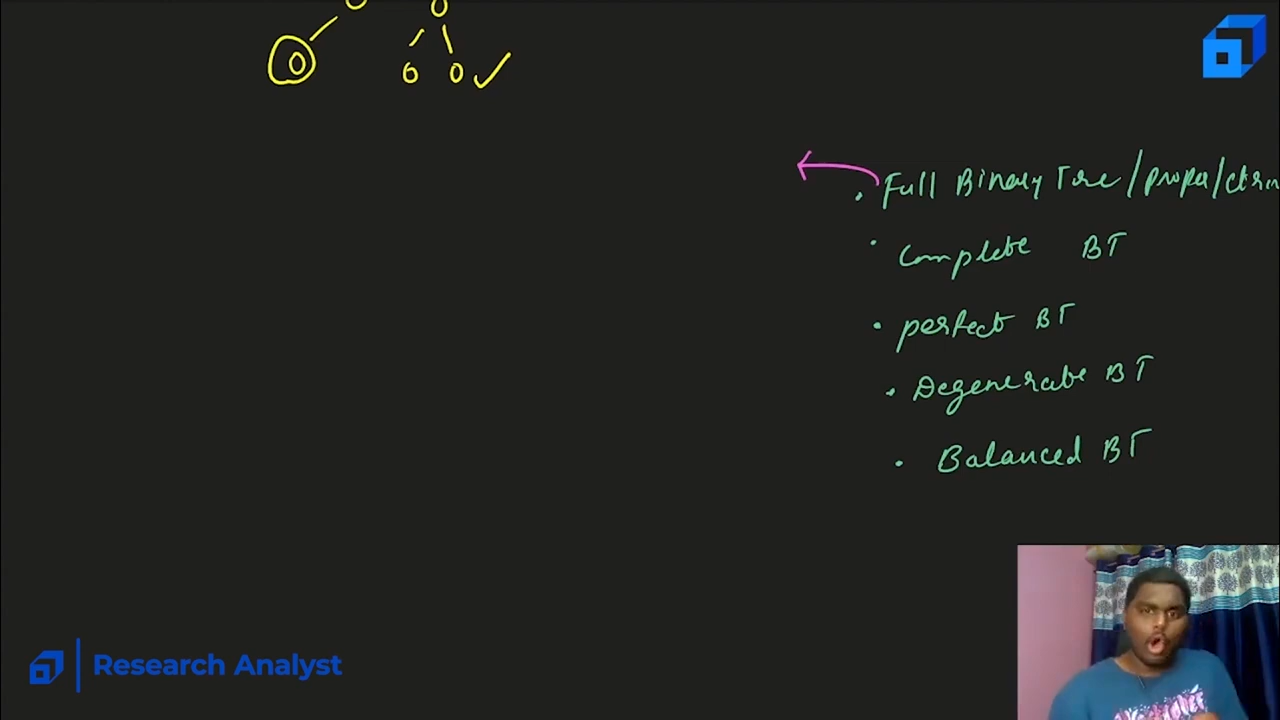 • Full Binary Tree / proper /
• Complete BT
• perfect BT
• Degenerate BT
• Balanced BT
Research Analyst